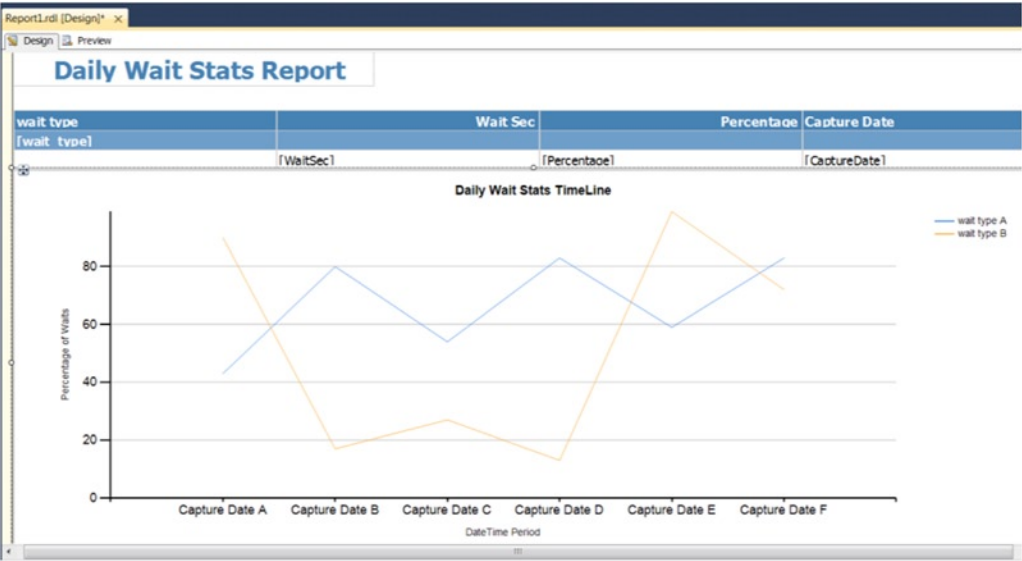 Report1.rdl [Design]* ×
Design Preview
Daily Wait Stats Report
wait type Wait Sec Percentage Capture Date
[wait_type]
[WaitSec] [Percentage] [CaptureDate]
Daily Wait Stats TimeLine
wait type A
wait type B
Percentage of Waits
80
60
40
20
0
Capture Date A Capture Date B Capture Date C Capture Date D Capture Date E Capture Date F
DateTime Period